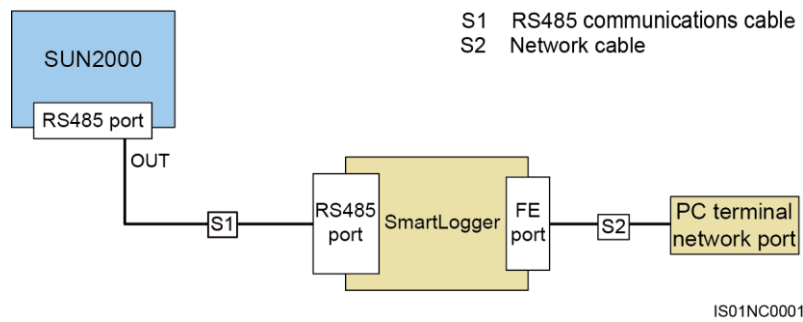 S1 RS485 communications cable
S2 Network cable
SUN2000
RS485 port
OUT
S1
RS485
port
SmartLogger
FE
port
S2
PC terminal
network port
IS01NC0001